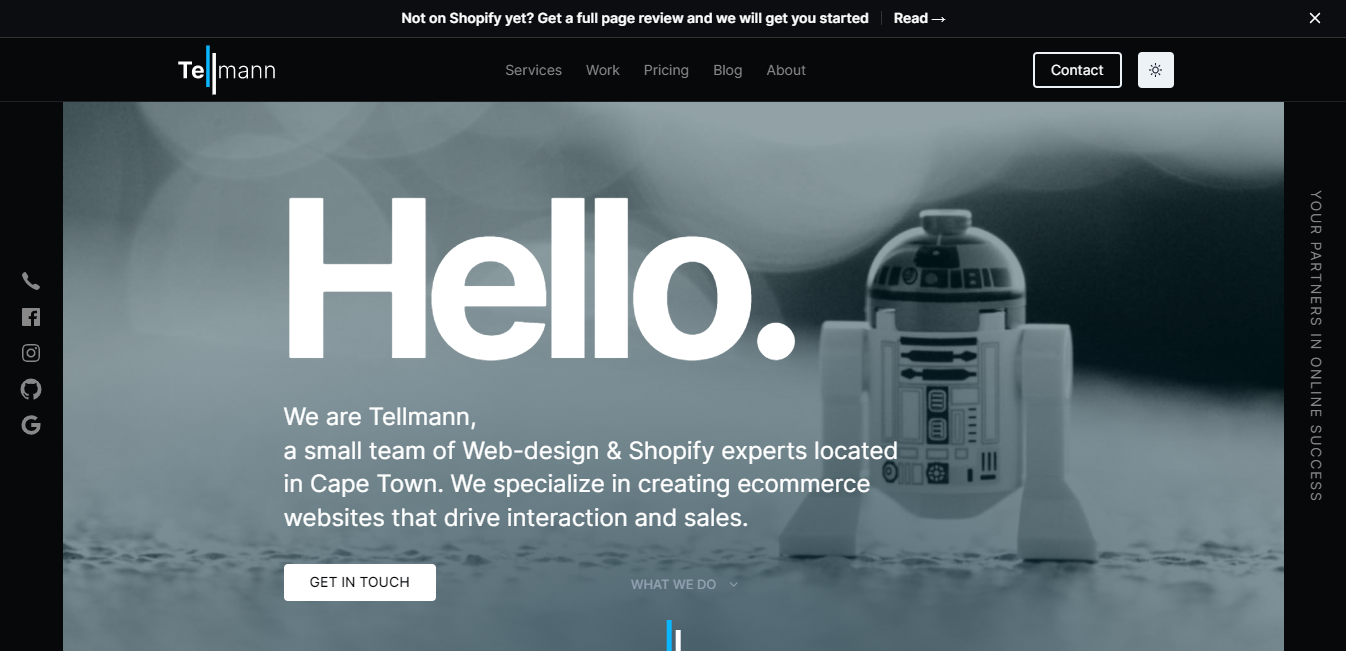 Not on Shopify yet? Get a full page review and we will get you started Read →
Tellmann
Services Work Pricing Blog About
Contact
Hello.
We are Tellmann,
a small team of Web-design & Shopify experts located
in Cape Town. We specialize in creating ecommerce
websites that drive interaction and sales.
GET IN TOUCH
WHAT WE DO
YOUR PARTNERS IN ONLINE SUCCESS